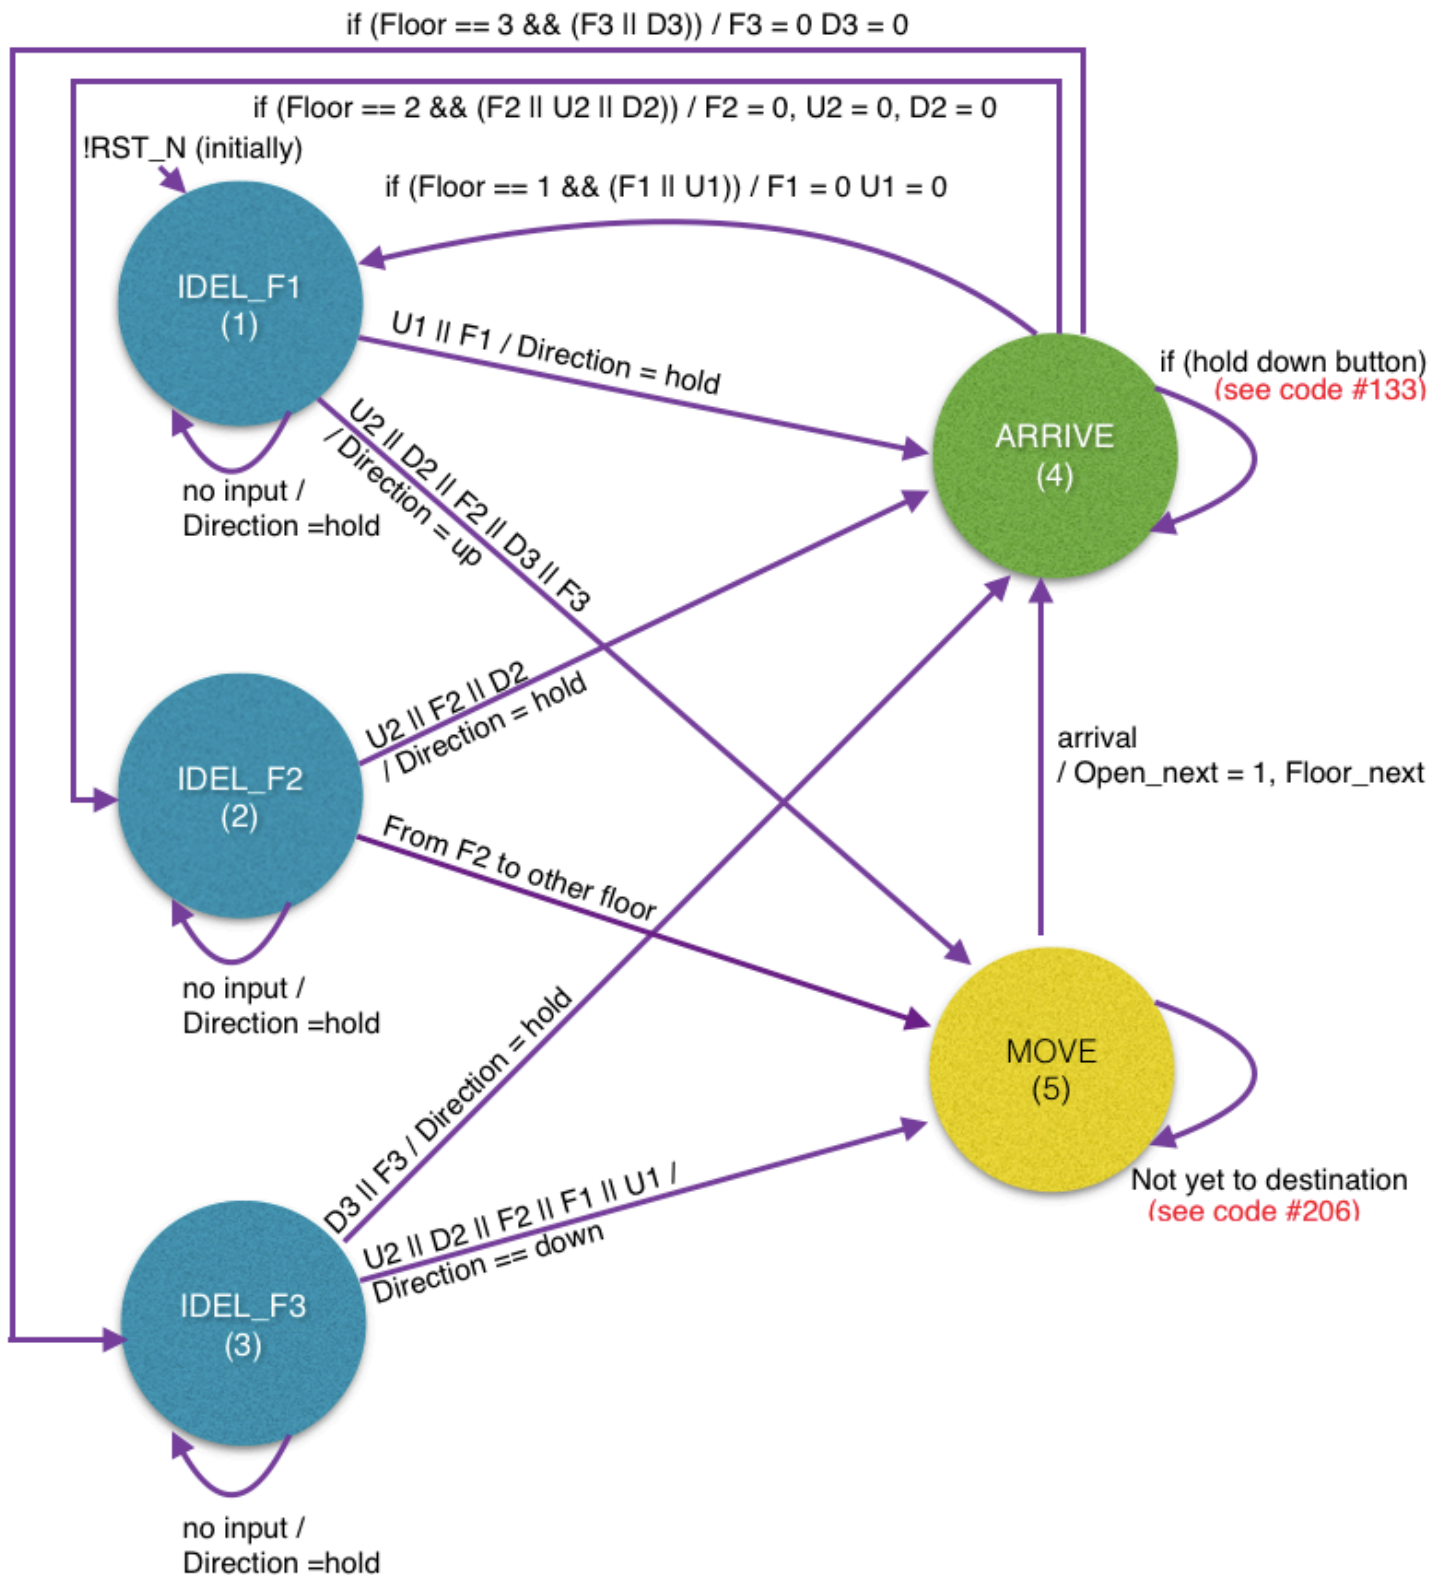 if (Floor == 3 && (F3 || D3)) / F3 = 0 D3 = 0
if (Floor == 2 && (F2 || U2 || D2)) / F2 = 0, U2 = 0, D2 = 0
!RST_N (initially)
if (Floor == 1 && (F1 || U1)) / F1 = 0 U1 = 0
IDEL_F1
(1)
U1 || F1 / Direction = hold
if (hold down button)
(see code #133)
ARRIVE
(4)
no input /
Direction =hold
U2 || D2 || F2 || D3 || F3
/ Direction = up
U2 || F2 || D2
/ Direction = hold
IDEL_F2
(2)
arrival
/ Open_next = 1, Floor_next
From F2 to other floor
no input /
Direction =hold
MOVE
(5)
D3 || F3 / Direction = hold
Not yet to destination
(see code #206)
U2 || D2 || F2 || F1 || U1 /
Direction == down
IDEL_F3
(3)
no input /
Direction =hold